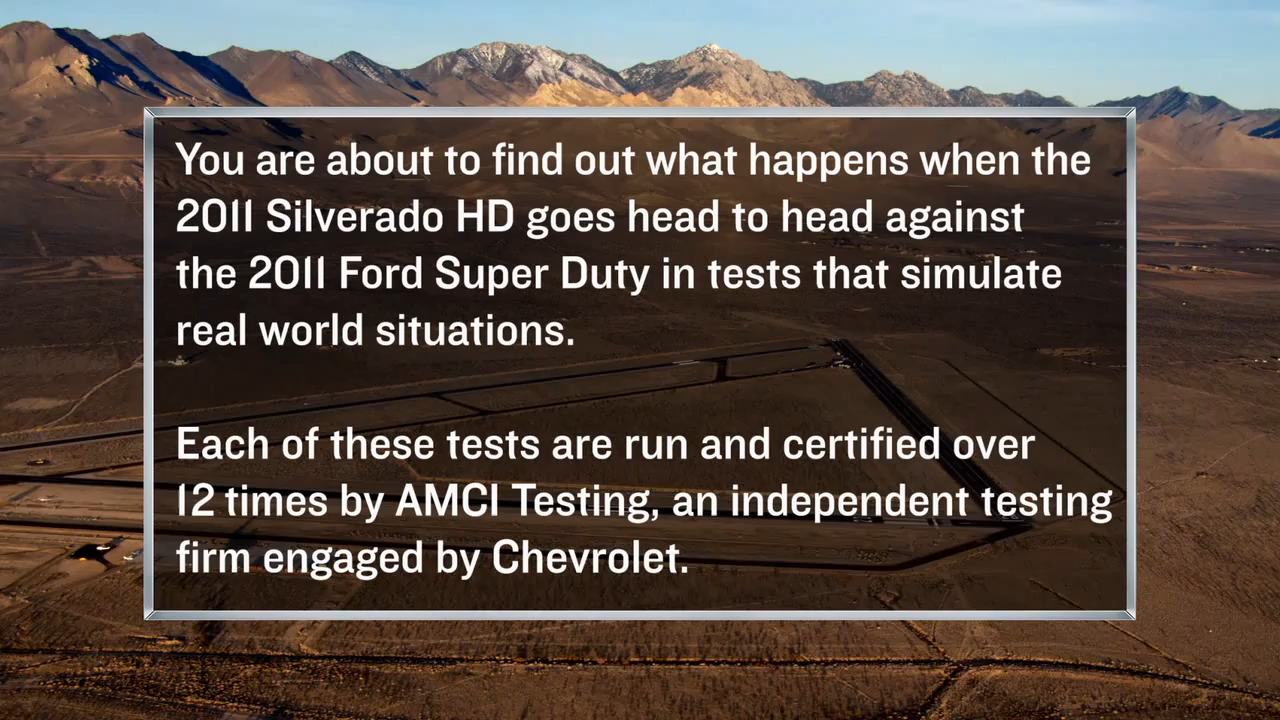 You are about to find out what happens when the
2011 Silverado HD goes head to head against
the 2011 Ford Super Duty in tests that simulate
real world situations.
Each of these tests are run and certified over
12 times by AMCI Testing, an independent testing
firm engaged by Chevrolet.